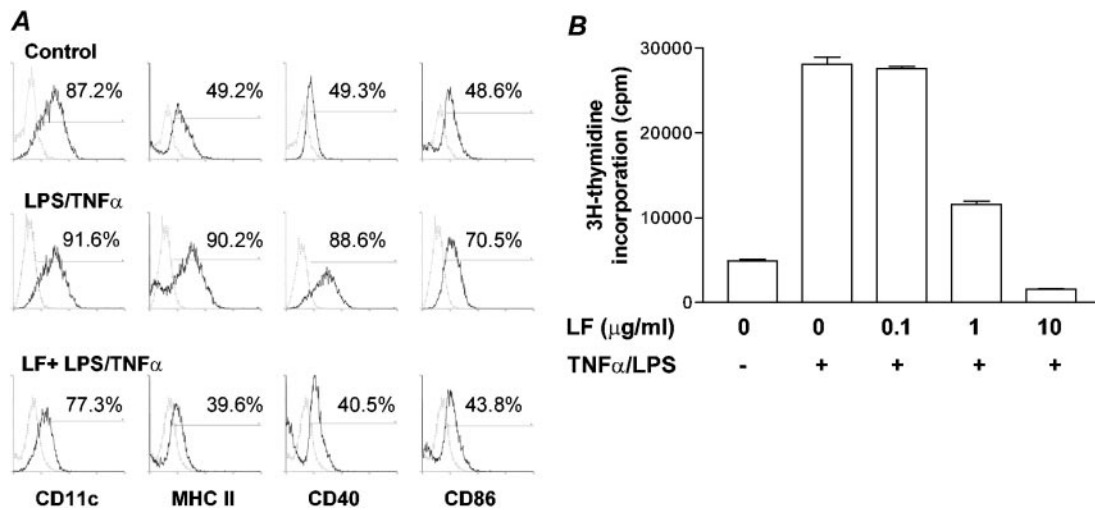 A
Control
87.2% 49.2% 49.3% 48.6%
LPS/TNFα
91.6% 90.2% 88.6% 70.5%
LF+ LPS/TNFα
77.3% 39.6% 40.5% 43.8%
CD11c MHC II CD40 CD86
B
3H-thymidine
incorporation (cpm)
30000
20000
10000
0
LF (μg/ml) 0 0 0.1 1 10
TNFα/LPS - + + + +